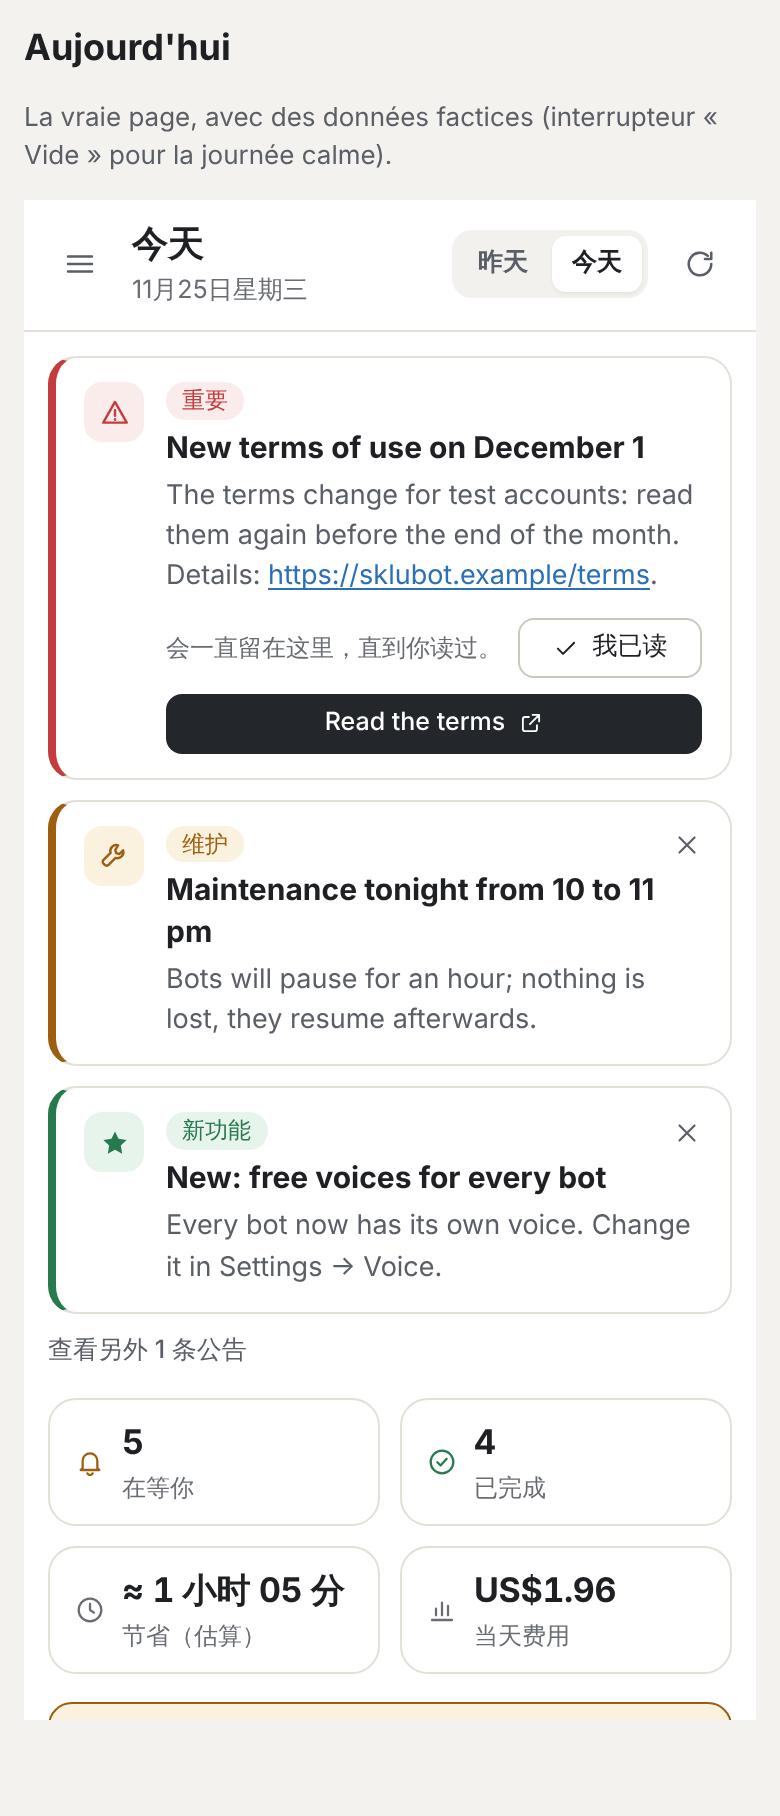 Aujourd'hui
La vraie page, avec des données factices (interrupteur «
Vide » pour la journée calme).
今天
11月25日星期三
昨天
今天
重要
New terms of use on December 1
The terms change for test accounts: read
them again before the end of the month.
Details: https://sklubot.example/terms.
会一直留在这里，直到你读过。
我已读
Read the terms
维护
Maintenance tonight from 10 to 11
pm
Bots will pause for an hour; nothing is
lost, they resume afterwards.
新功能
New: free voices for every bot
Every bot now has its own voice. Change
it in Settings → Voice.
查看另外 1 条公告
5
在等你
4
已完成
≈ 1 小时 05 分
节省（估算）
US$1.96
当天费用